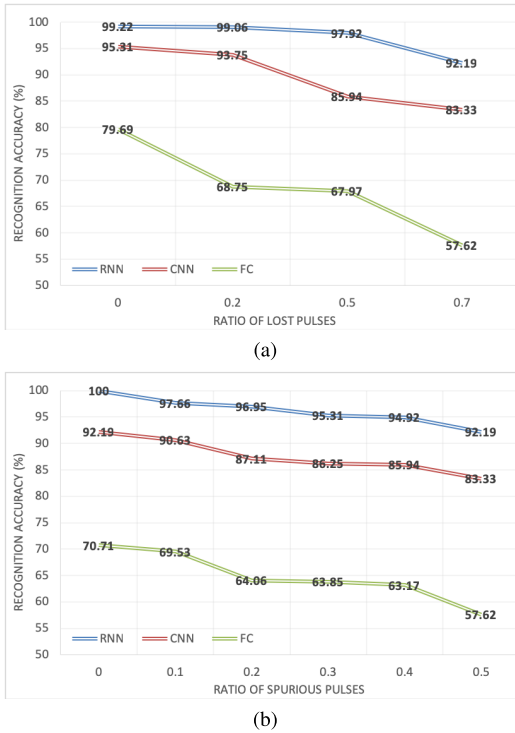 100
95
90
85
80
75
70
65
60
55
50
RECOGNITION ACCURACY (%)
99.22 99.06 97.92 92.19
95.31 93.75 85.94 83.33
79.69 68.75 67.97 57.62
RNN CNN FC
0 0.2 0.5 0.7
RATIO OF LOST PULSES
(a)
100
95
90
85
80
75
70
65
60
55
50
RECOGNITION ACCURACY (%)
100 97.66 96.95 95.31 94.92 92.19
92.19 90.63 87.11 86.25 85.94 83.33
70.71 69.53 64.06 63.85 63.17 57.62
RNN CNN FC
0 0.1 0.2 0.3 0.4 0.5
RATIO OF SPURIOUS PULSES
(b)